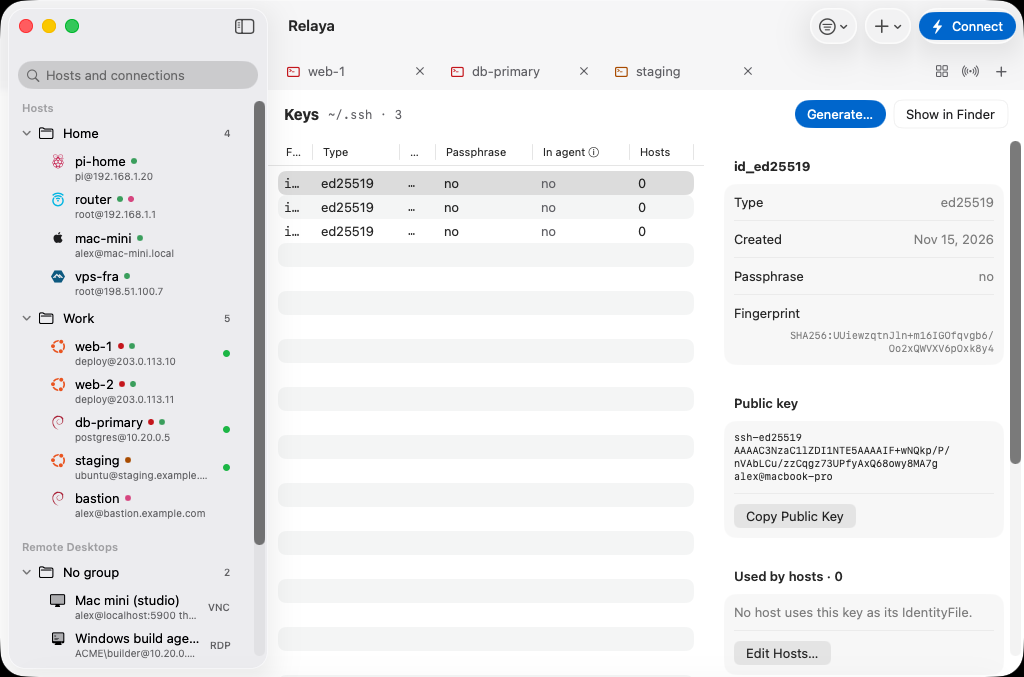 Relaya
Connect
Hosts and connections
web-1
db-primary
staging
Hosts
Home 4
pi-home
pi@192.168.1.20
router
root@192.168.1.1
mac-mini
alex@mac-mini.local
vps-fra
root@198.51.100.7
Work 5
web-1
deploy@203.0.113.10
web-2
deploy@203.0.113.11
db-primary
postgres@10.20.0.5
staging
ubuntu@staging.example....
bastion
alex@bastion.example.com
Remote Desktops
No group 2
Mac mini (studio)
alex@localhost:5900 th... VNC
Windows build age...
ACME\builder@10.20.0.... RDP
Keys ~/.ssh · 3
Generate... Show in Finder
F... Type ... Passphrase In agent Hosts
i... ed25519 ... no no 0
i... ed25519 ... no no 0
i... ed25519 ... no no 0
id_ed25519
Type ed25519
Created Nov 15, 2026
Passphrase no
Fingerprint
SHA256:UUiewzqtnJln+m16IGOfqvgb6/
Oo2xQWVXV6pOxk8y4
Public key
ssh-ed25519
AAAAC3NzaC1lZDI1NTE5AAAAIF+wNQkp/P/
nVAbLCu/zzCqgz73UPfyAxQ68owy8MA7g
alex@macbook-pro
Copy Public Key
Used by hosts · 0
No host uses this key as its IdentityFile.
Edit Hosts...